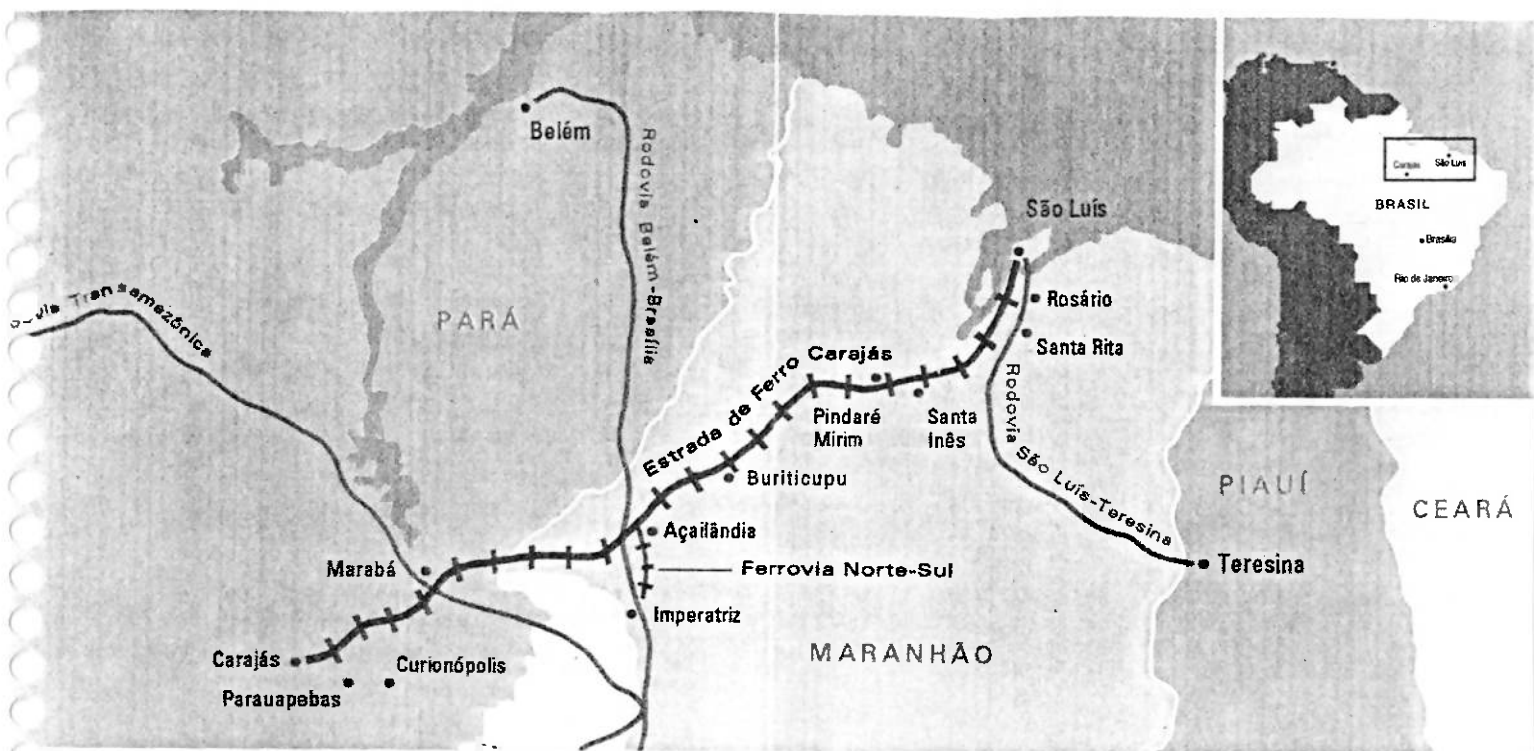 Belém
Rodovia Belém-Brasília
PARÁ
Transamazônica
São Luís
Rosário
Santa Rita
Estrada de Ferro Carajás
Pindaré
Mirim
Santa
Inês
Rodovia São Luís-Teresina
Buriticupu
Açailândia
Marabá
Ferrovia Norte-Sul
Teresina
Imperatriz
Carajás
Curionópolis
Parauapebas
MARANHÃO
PIAUÍ
CEARÁ
Carajás
São Luís
BRASIL
Brasília
Rio de Janeiro